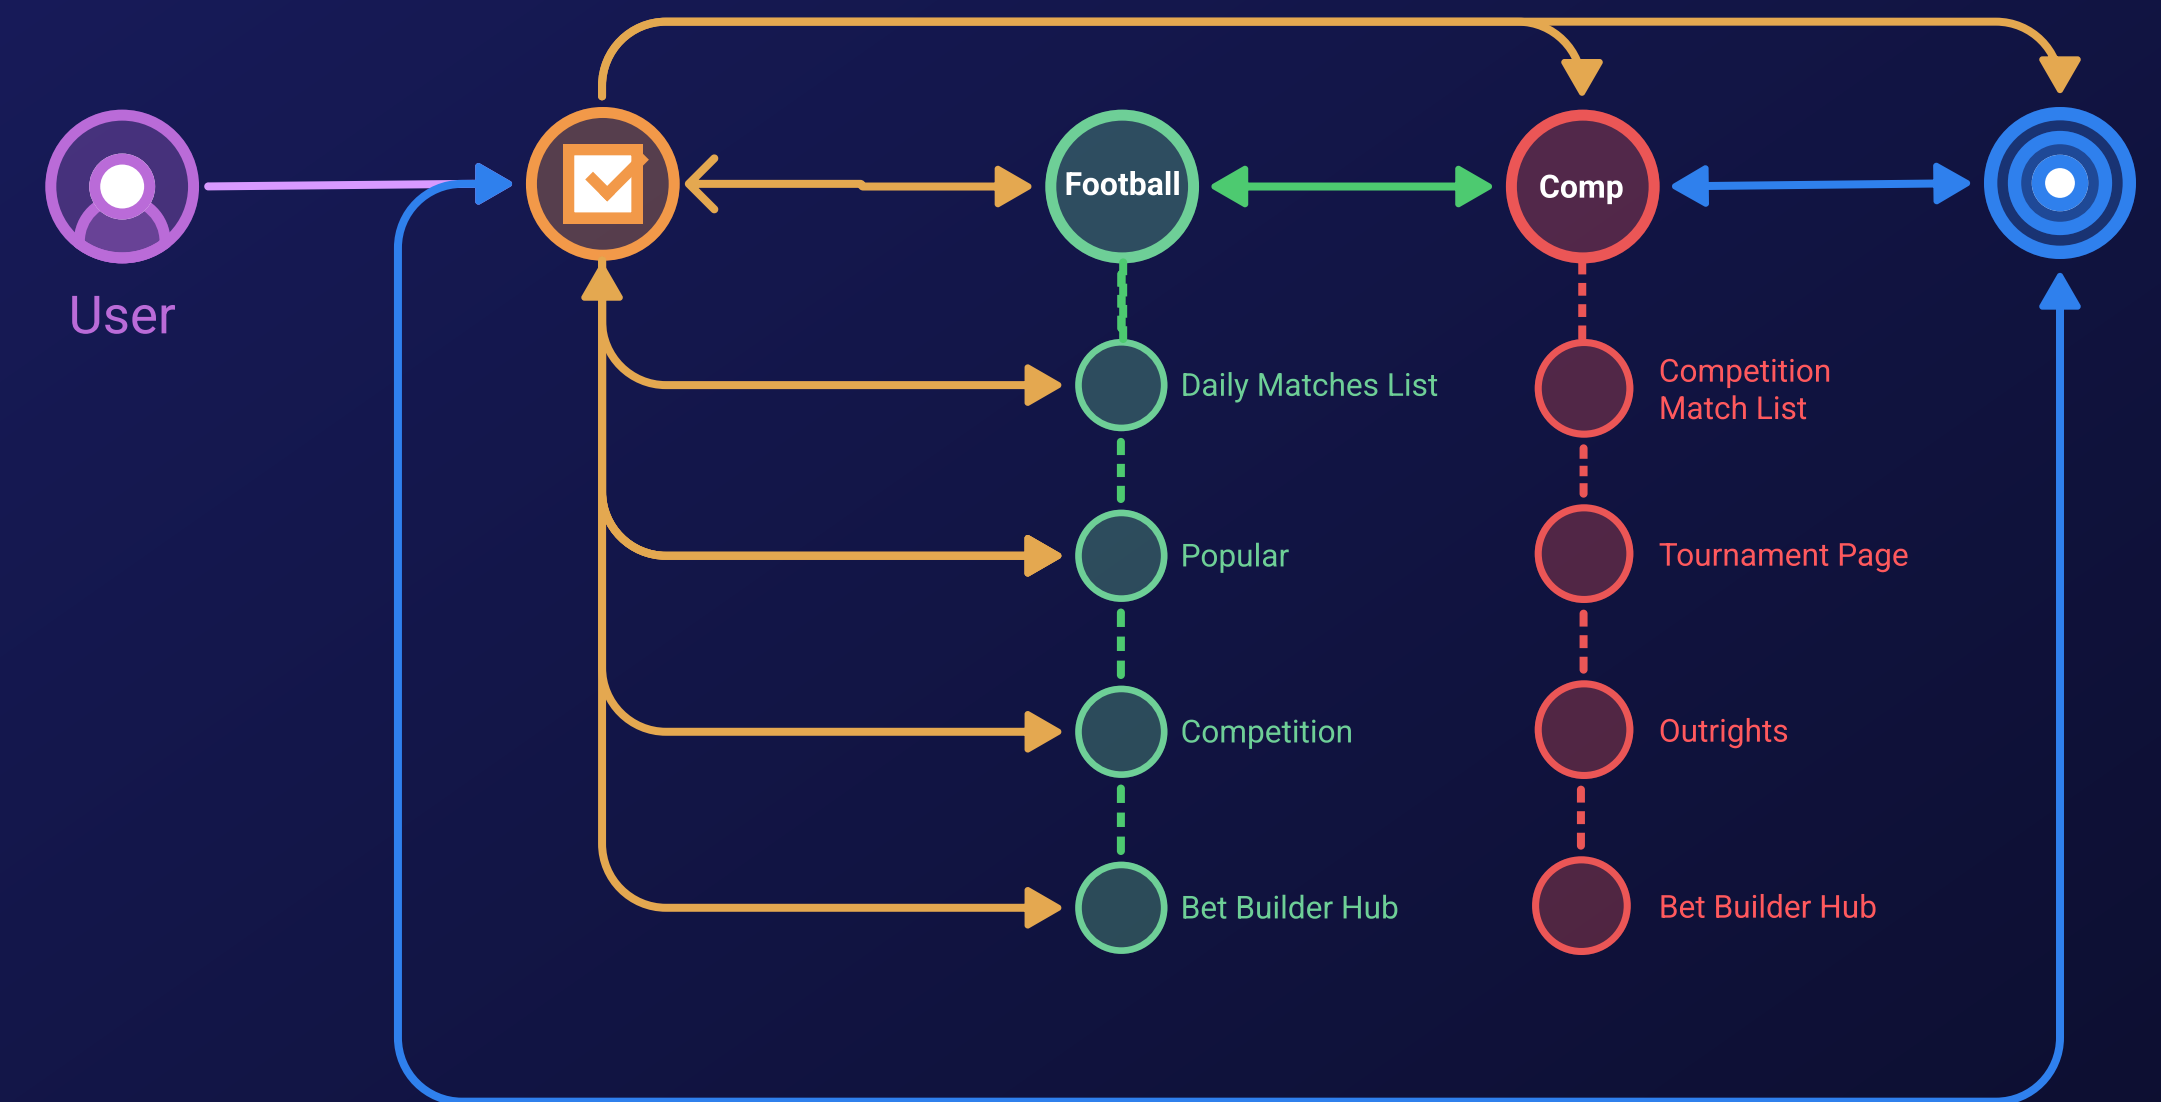 Football
Comp
User
Daily Matches List
Competition
Match List
Popular
Tournament Page
Competition
Outrights
Bet Builder Hub
Bet Builder Hub